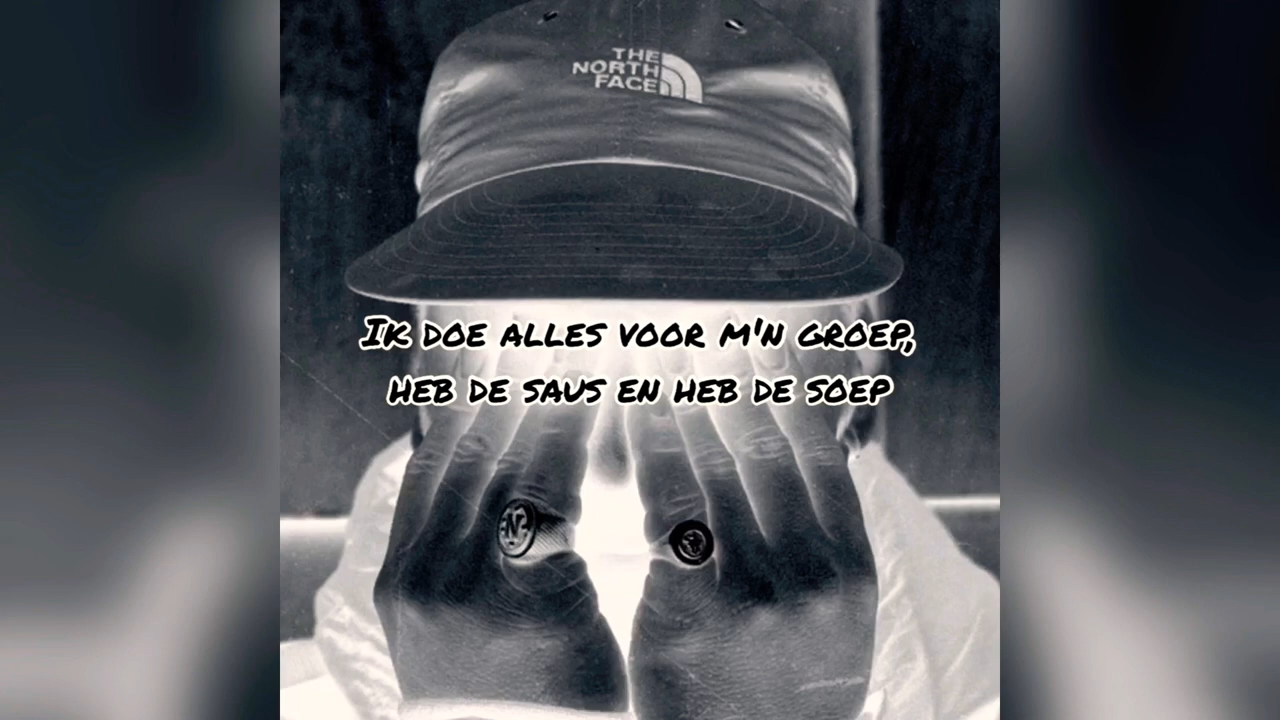 THE
NORTH
FACE
Ik doe alles voor m'n groep,
heb de saus en heb de soep
N